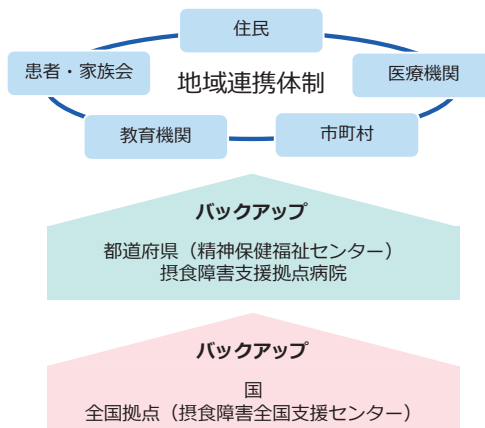 住民
患者・家族会
地域連携体制
医療機関
教育機関
市町村
バックアップ
都道府県（精神保健福祉センター）
摂食障害支援拠点病院
バックアップ
国
全国拠点（摂食障害全国支援センター）